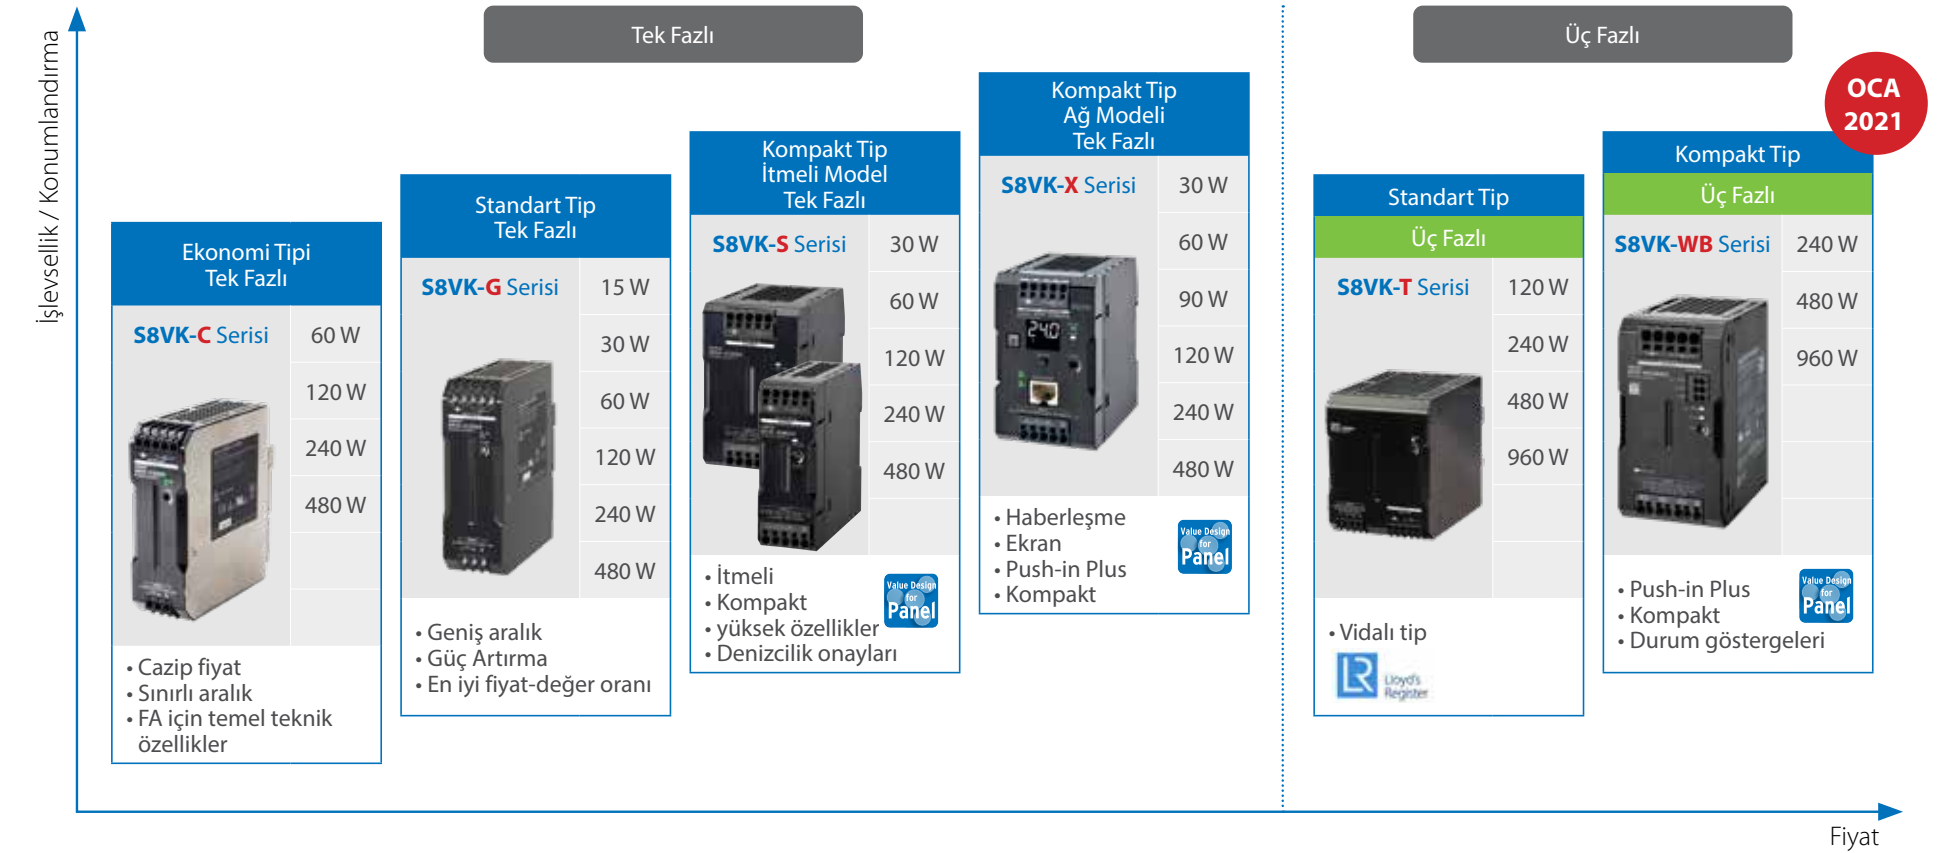 İşlevsellik / Konumlandırma
Tek Fazlı
Üç Fazlı
OCA
2021
Ekonomi Tipi
Tek Fazlı
S8VK-C Serisi
60 W
120 W
240 W
480 W
• Cazip fiyat
• Sınırlı aralık
• FA için temel teknik
özellikler
Standart Tip
Tek Fazlı
S8VK-G Serisi
15 W
30 W
60 W
120 W
240 W
480 W
• Geniş aralık
• Güç Artırma
• En iyi fiyat-değer oranı
Kompakt Tip
İtmeli Model
Tek Fazlı
S8VK-S Serisi
30 W
60 W
120 W
240 W
480 W
• İtmeli
• Kompakt
• yüksek özellikler
• Denizcilik onayları
Value Design
for
Panel
Kompakt Tip
Ağ Modeli
Tek Fazlı
S8VK-X Serisi
30 W
60 W
90 W
120 W
240 W
480 W
24.0
• Haberleşme
• Ekran
• Push-in Plus
• Kompakt
Value Design
for
Panel
Standart Tip
Üç Fazlı
S8VK-T Serisi
120 W
240 W
480 W
960 W
• Vidalı tip
LR
Lloyd's
Register
Kompakt Tip
Üç Fazlı
S8VK-WB Serisi
240 W
480 W
960 W
• Push-in Plus
• Kompakt
• Durum göstergeleri
Value Design
for
Panel
Fiyat